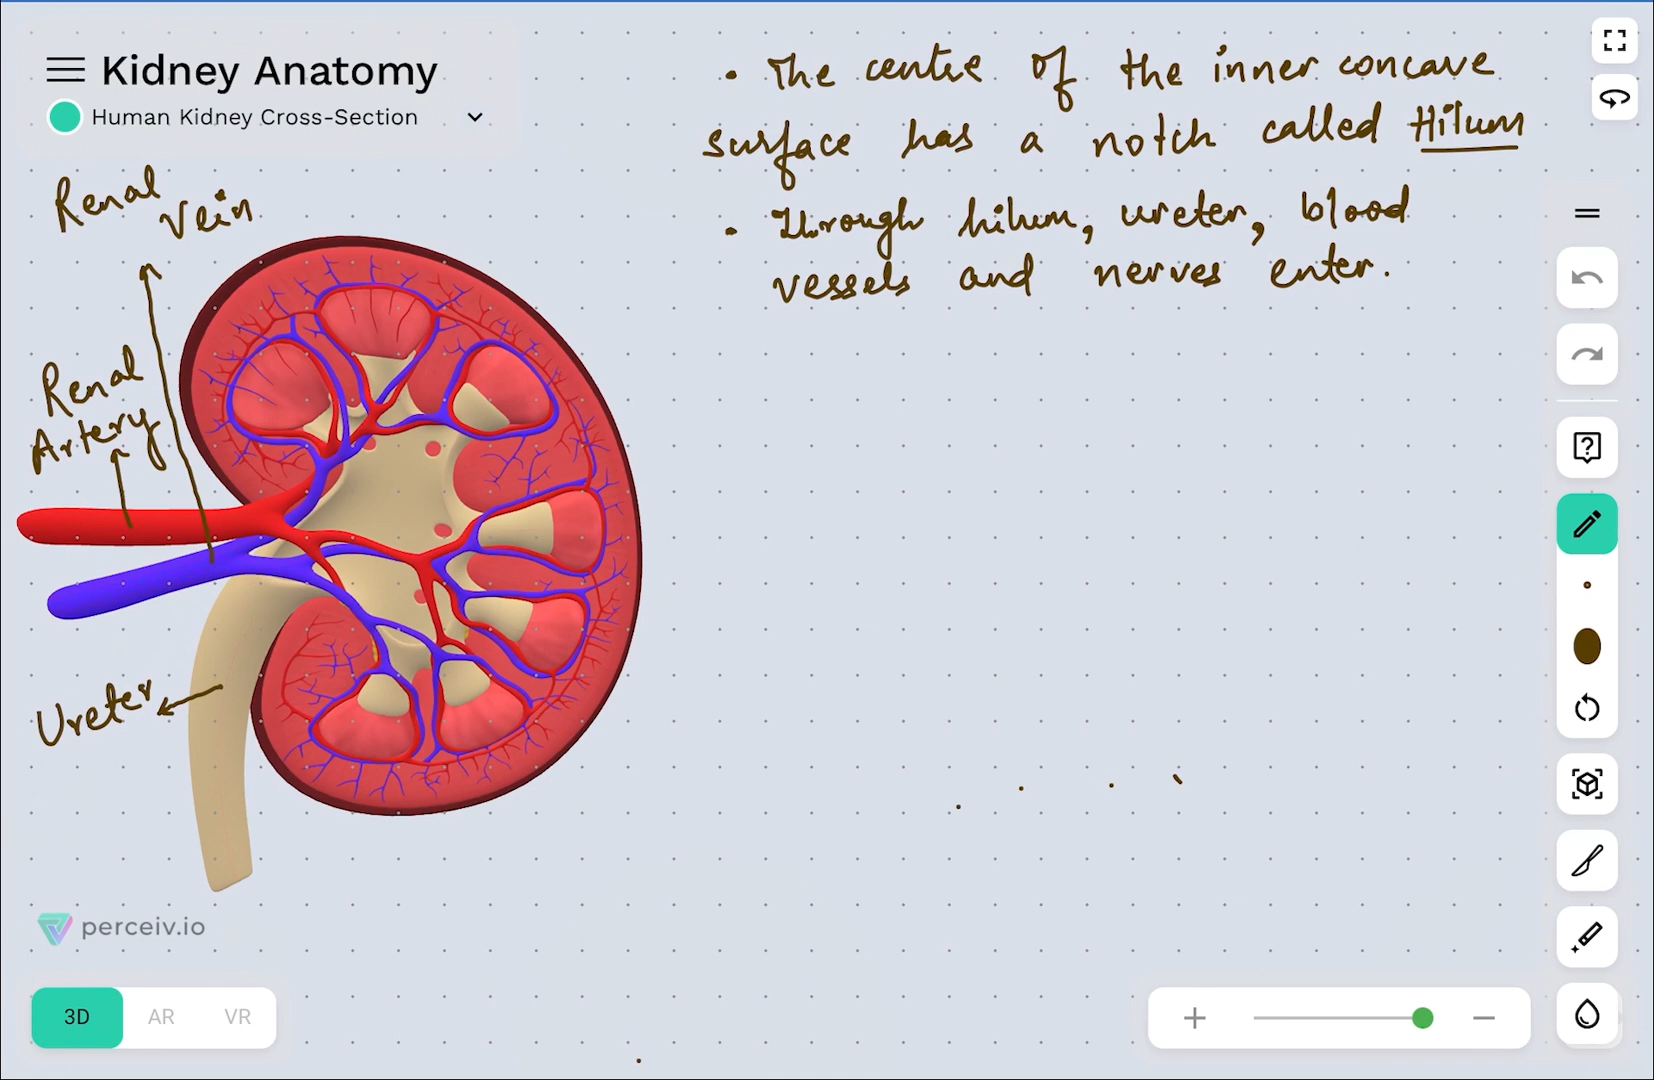 Kidney Anatomy
Human Kidney Cross-Section
• The centre of the inner concave
surface has a notch called Hilum
• Through hilum, ureter, blood
vessels and nerves enter.
Renal
Vein
Renal
Artery
Ureter
perceiv.io
3D AR VR